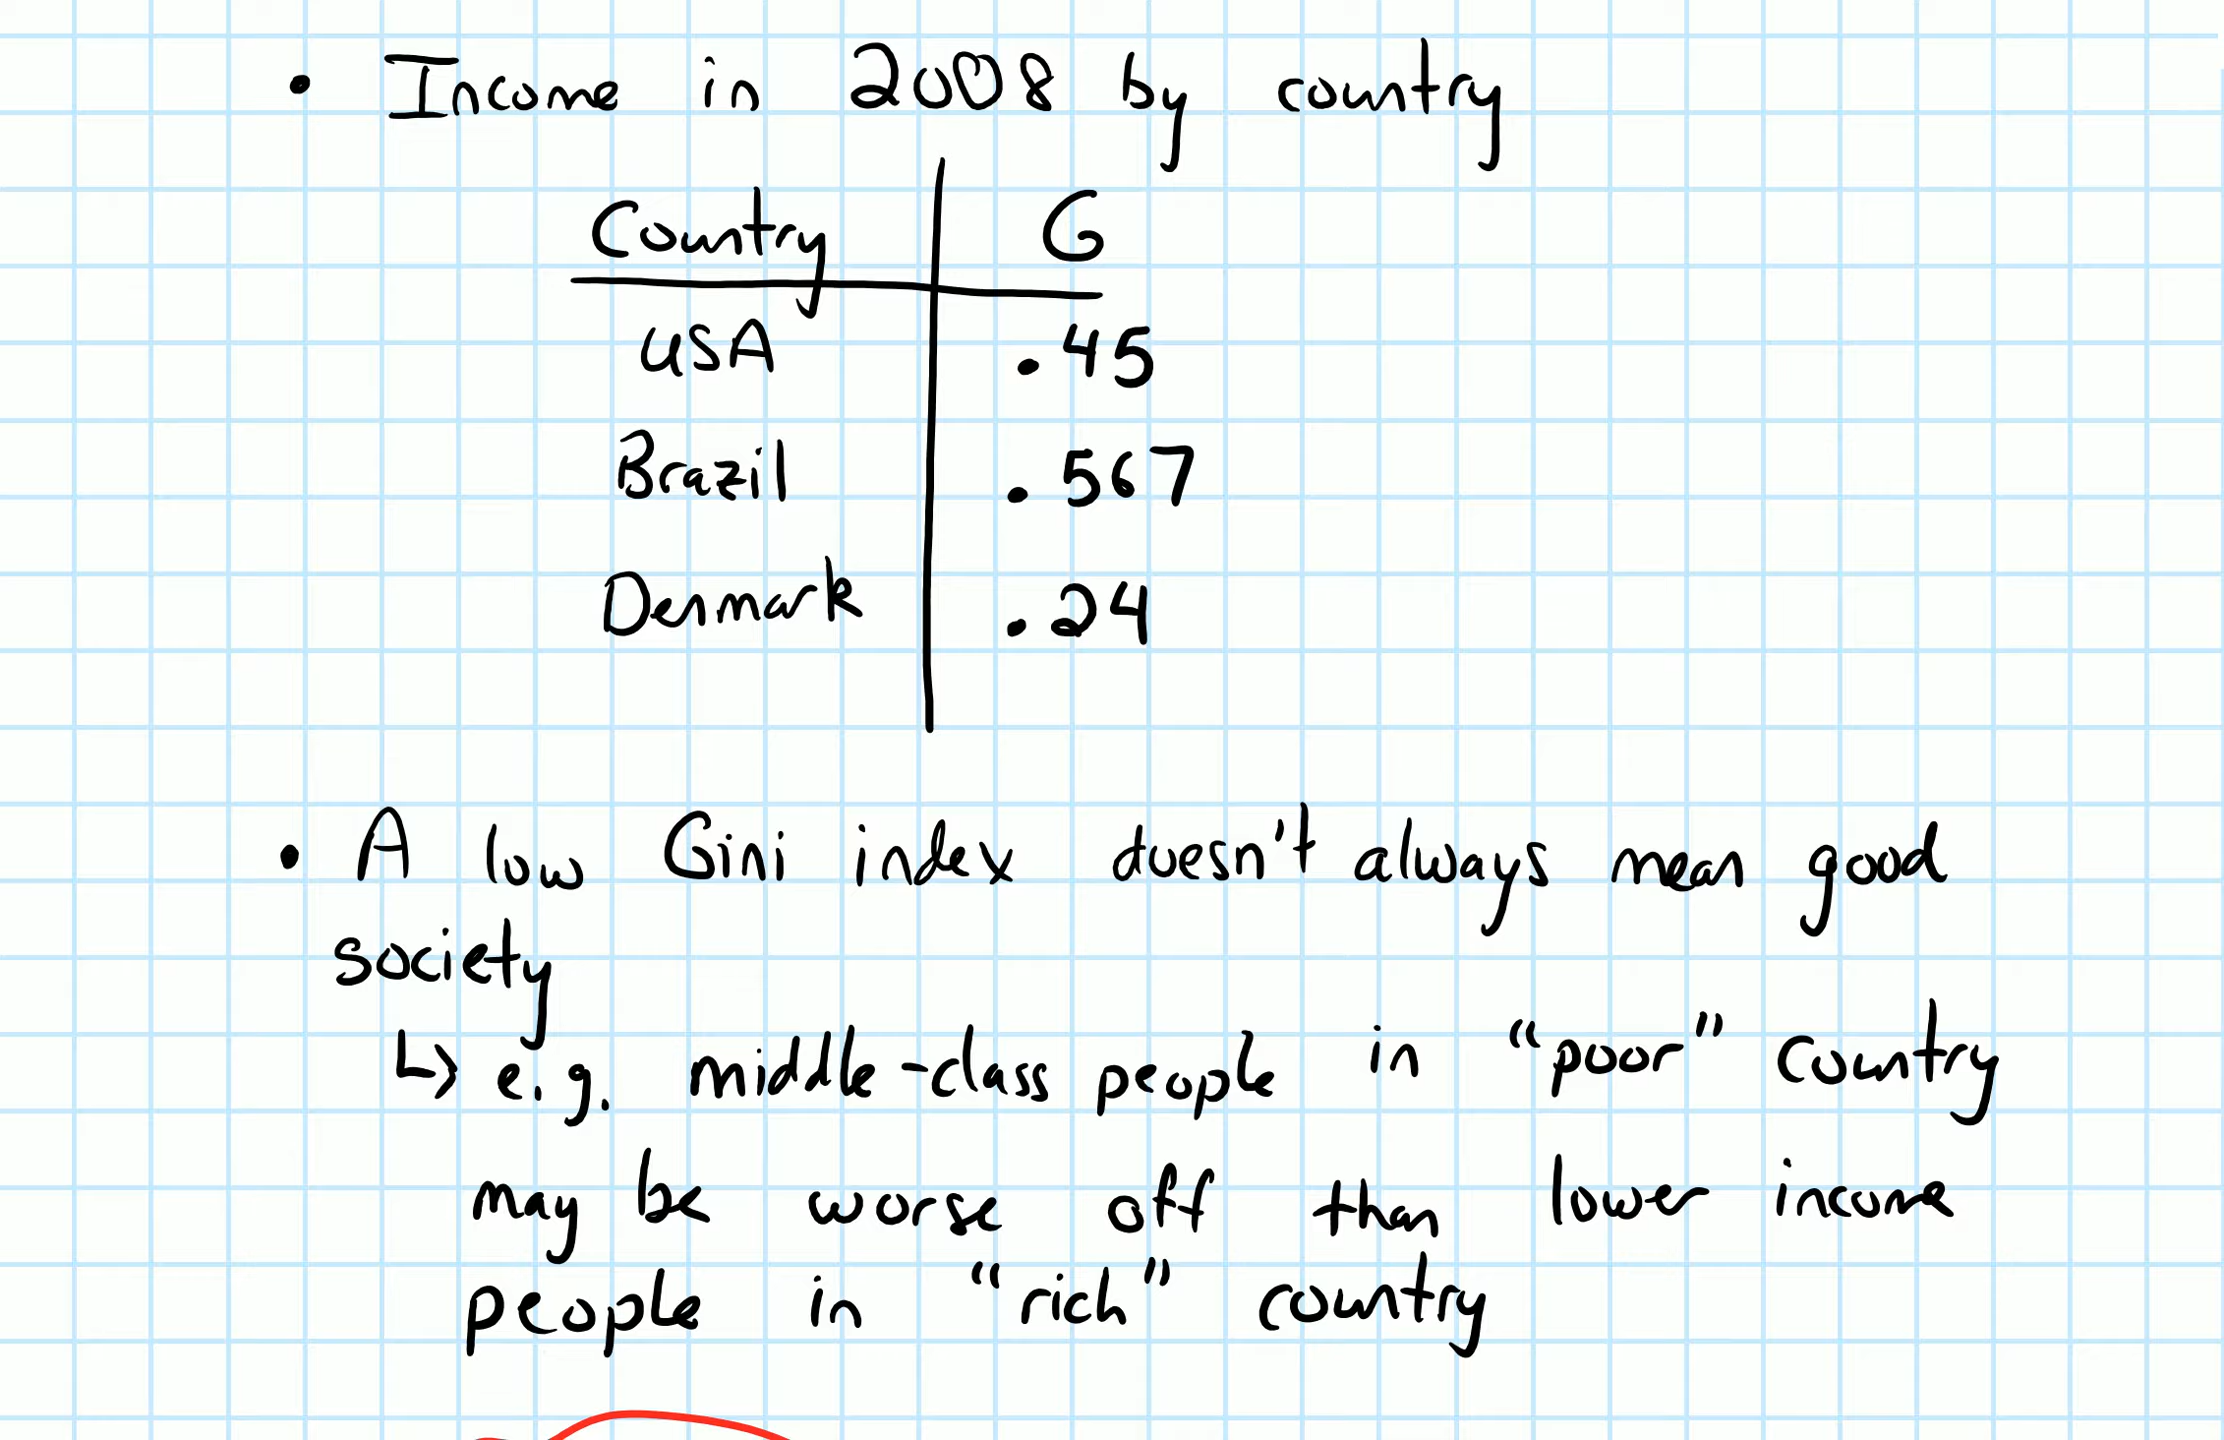 • Income in 2008 by country
Country G
USA .45
Brazil .567
Denmark .24
• A low Gini index doesn't always mean good
society
↳ e.g. middle-class people in “poor” country
may be worse off than lower income
people in “rich” country